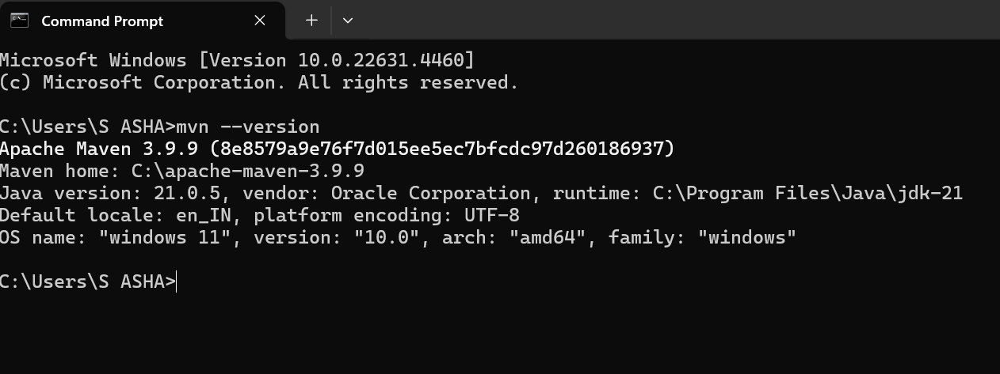 Command Prompt
Microsoft Windows [Version 10.0.22631.4460]
(c) Microsoft Corporation. All rights reserved.
C:\Users\S ASHA>mvn --version
Apache Maven 3.9.9 (8e8579a9e76f7d015ee5ec7bfcdc97d260186937)
Maven home: C:\apache-maven-3.9.9
Java version: 21.0.5, vendor: Oracle Corporation, runtime: C:\Program Files\Java\jdk-21
Default locale: en_IN, platform encoding: UTF-8
OS name: "windows 11", version: "10.0", arch: "amd64", family: "windows"
C:\Users\S ASHA>